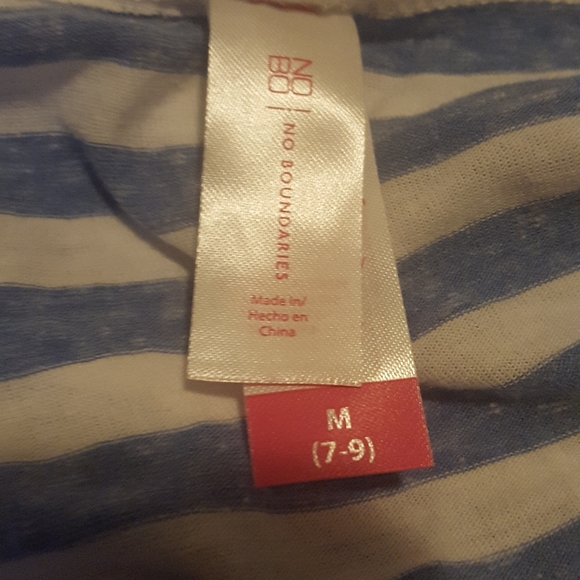 NO
BO
NO BOUNDARIES
Made in/
Hecho en
China
M
(7-9)